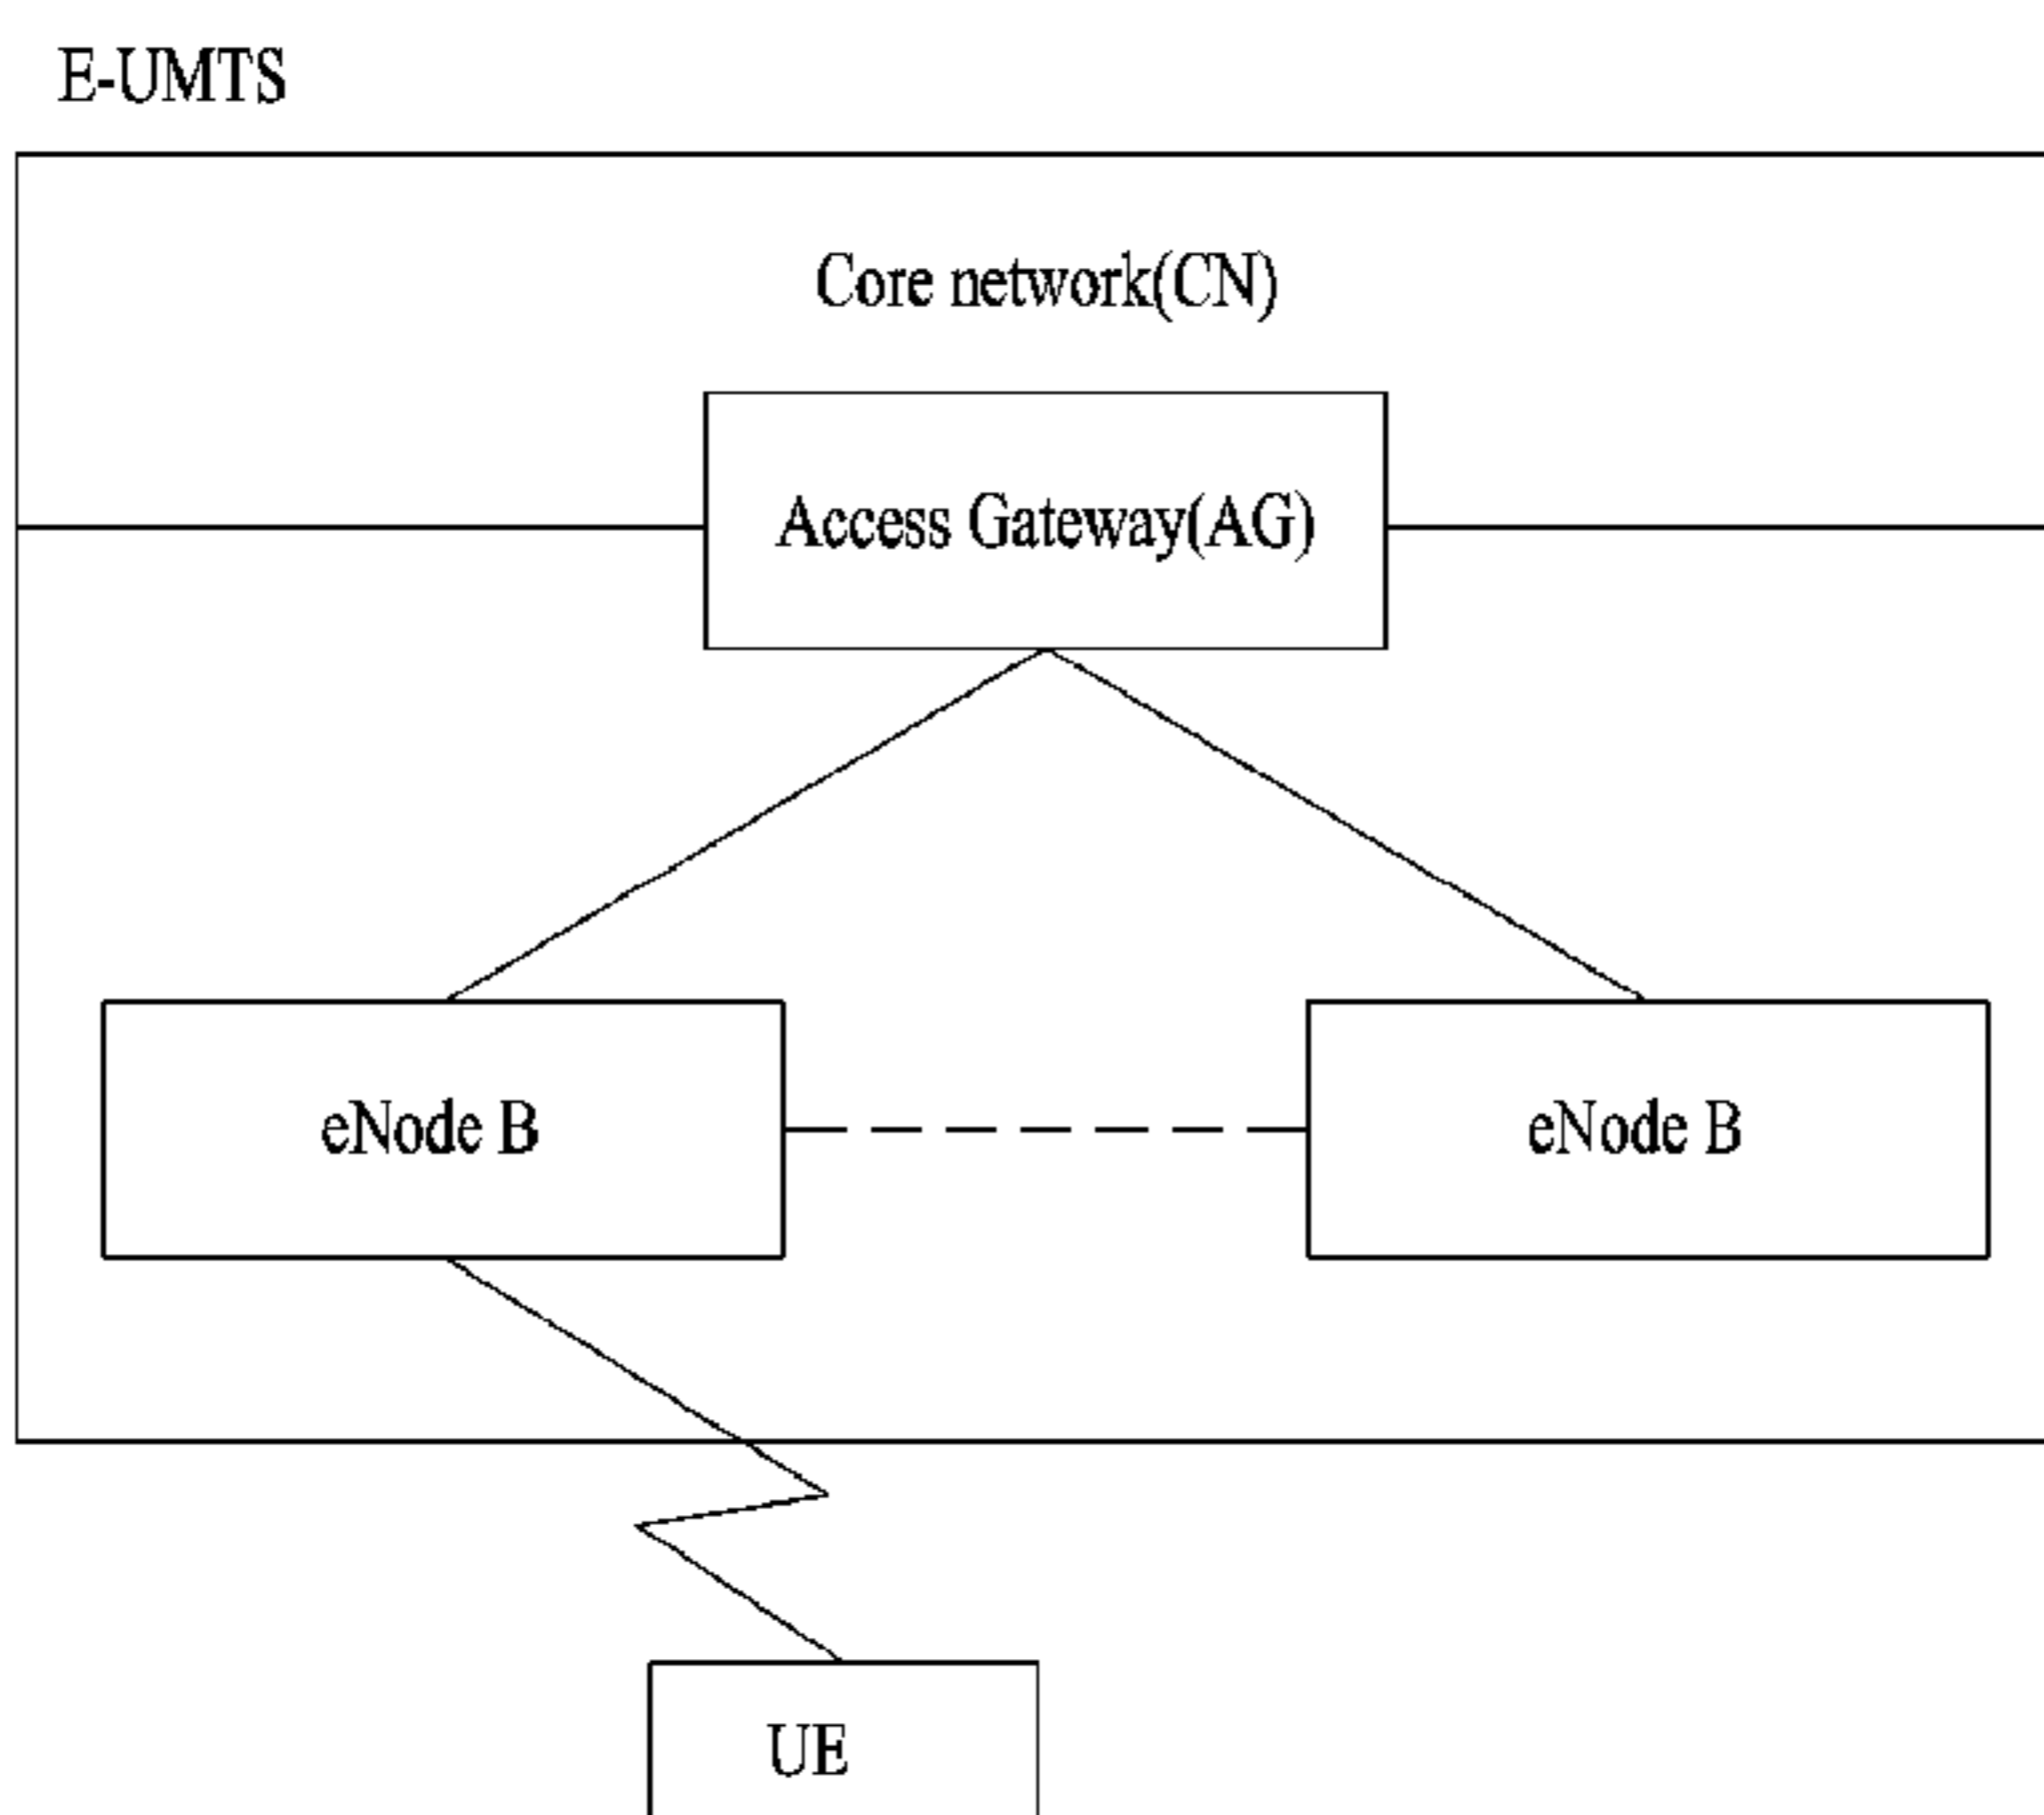 E-UMTS
Core network(CN)
Access Gateway(AG)
eNode B
eNode B
UE